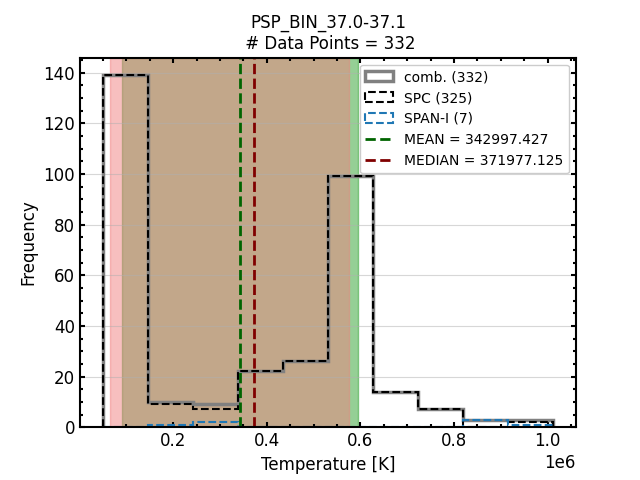 PSP_BIN_37.0-37.1
# Data Points = 332
comb. (332)
SPC (325)
SPAN-I (7)
MEAN = 342997.427
MEDIAN = 371977.125
Frequency
140
120
100
80
60
40
20
0
0.2 0.4 0.6 0.8 1.0
1e6
Temperature [K]